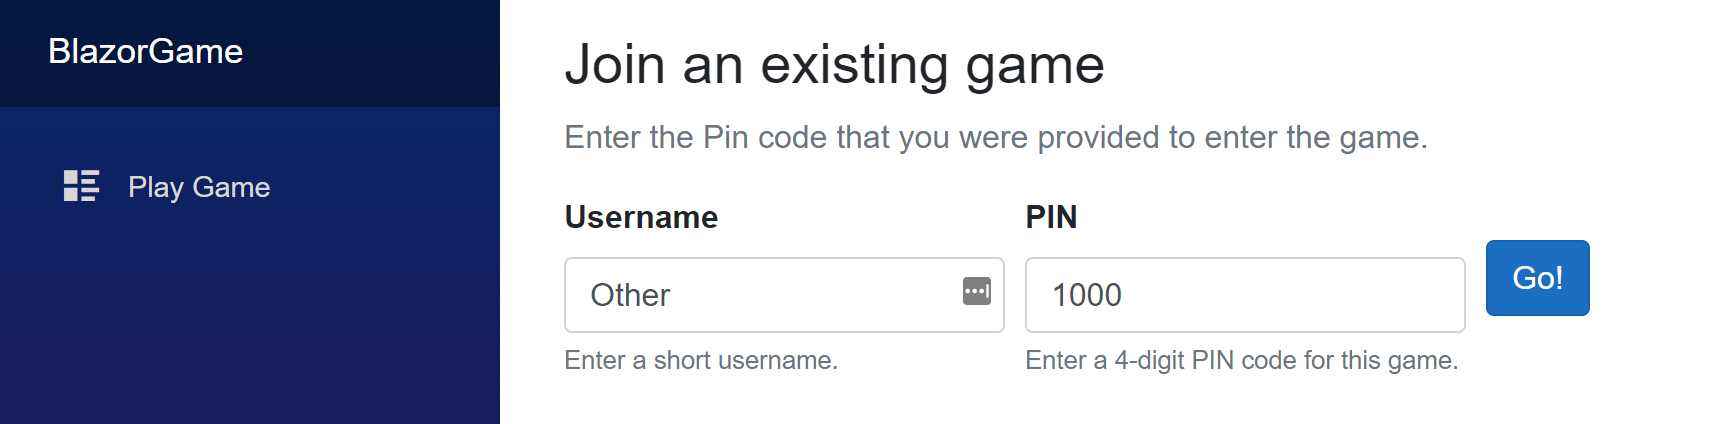 BlazorGame
Play Game
Join an existing game
Enter the Pin code that you were provided to enter the game.
Username
PIN
Other
1000
Go!
Enter a short username.
Enter a 4-digit PIN code for this game.